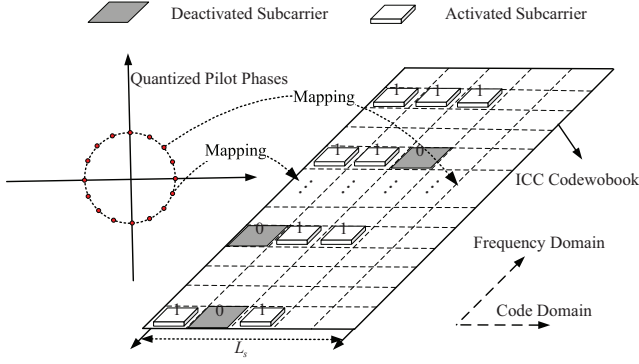 Deactivated Subcarrier
Activated Subcarrier
Quantized Pilot Phases
Mapping
Mapping
1 1 1
1 1 0
0 1 1
1 0 1
ICC Codewobook
Frequency Domain
Code Domain
Ls